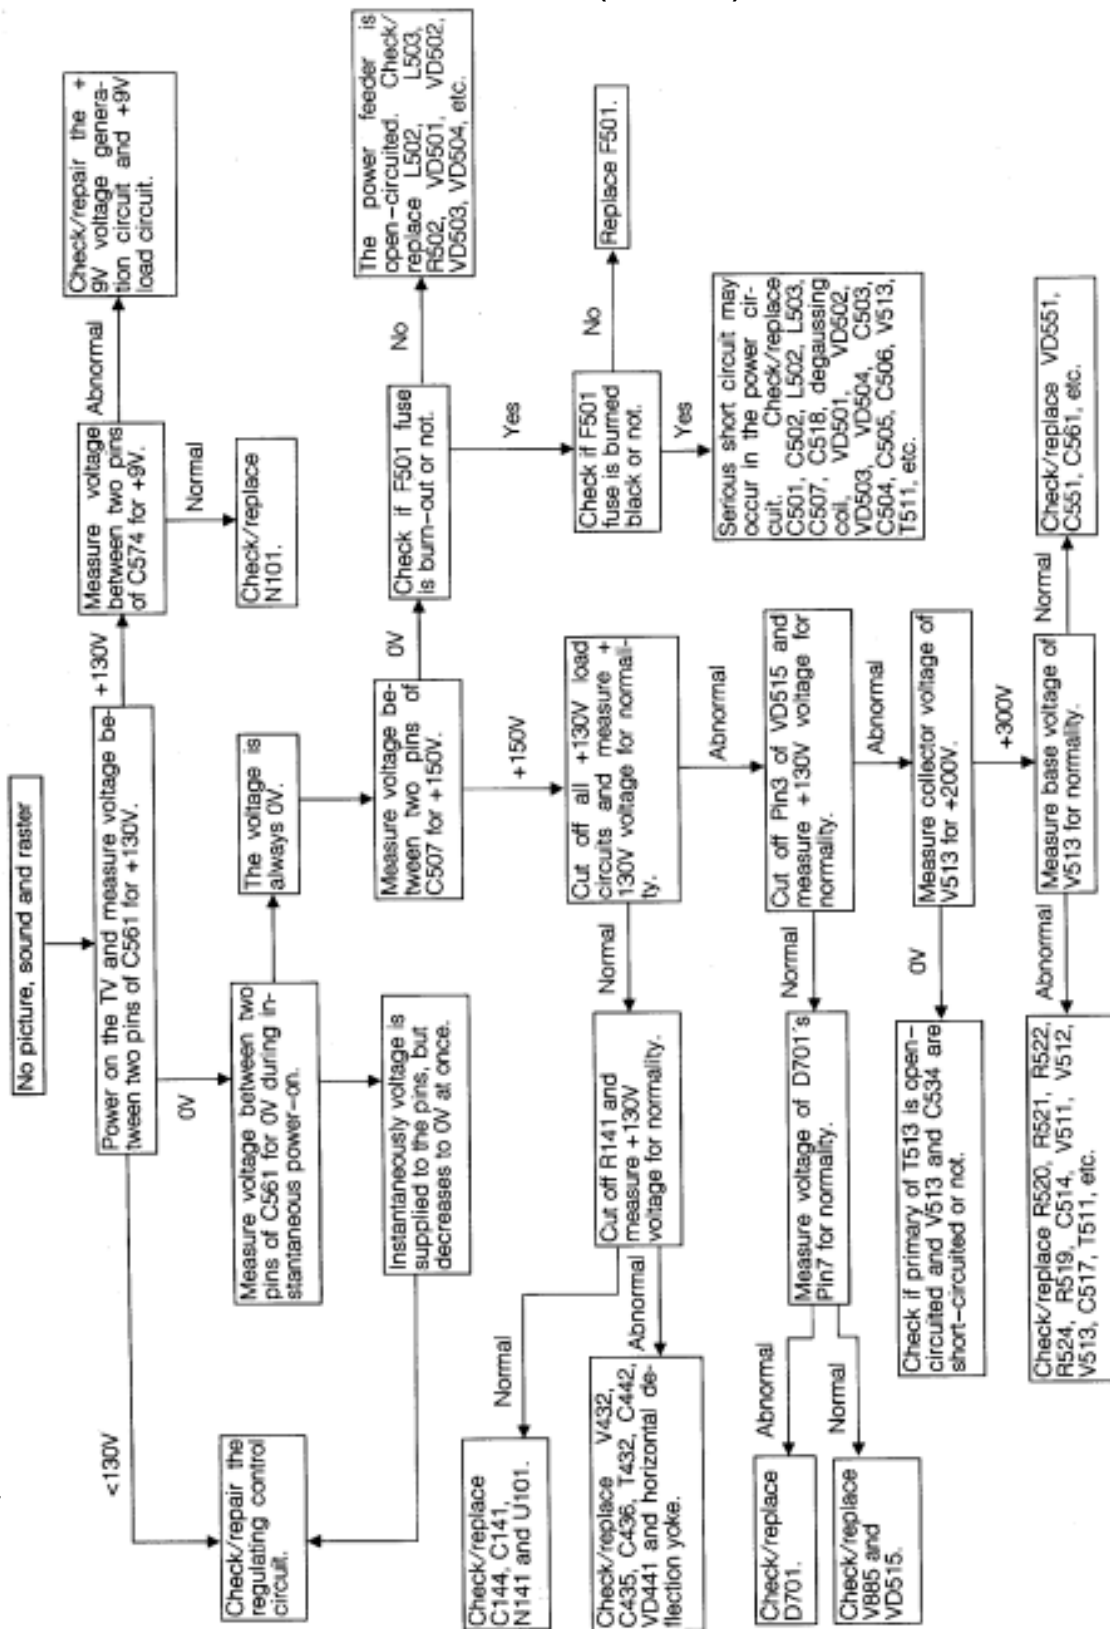 No picture, sound and raster
Power on the TV and measure voltage be-
tween two pins of C561 for +130V.
<130V
0V
+130V
Check/repair the
regulating control
circuit.
Measure voltage between two
pins of C561 for 0V during in-
stantaneous power-on.
The voltage is
always 0V.
Instantaneously voltage is
supplied to the pins, but
decreases to 0V at once.
Measure voltage
between two pins
of C574 for +9V.
Abnormal
Check/repair the +
9V voltage genera-
tion circuit and +9V
load circuit.
Normal
Check/replace
N101.
Measure voltage be-
tween two pins of
C507 for +150V.
0V
Check if F501 fuse
is burn-out or not.
No
The power feeder is
open-circuited. Check/
replace L502, L503,
R502, VD501, VD502,
VD503, VD504, etc.
Yes
Check if F501
fuse is burned
black or not.
No
Replace F501.
Yes
Serious short circuit may
occur in the power cir-
cuit. Check/replace
C501, C502, L502, L503,
C507, C518, degaussing
coil, VD501, VD502,
VD503, VD504, C503,
C504, C505, C506, V513,
T511, etc.
+150V
Cut off all +130V load
circuits and measure +
130V voltage for normali-
ty.
Normal
Cut off R141 and
measure +130V
voltage for normality.
Normal
Check/replace
C144, C141,
N141 and U101.
Abnormal
Check/replace V432,
C435, C436, T432, C442,
VD441 and horizontal de-
flection yoke.
Abnormal
Cut off Pin3 of VD515 and
measure +130V voltage for
normality.
Normal
Measure voltage of D701's
Pin7 for normality.
Abnormal
Check/replace
D701.
Normal
Check/replace
V885 and
VD515.
Abnormal
Measure collector voltage of
V513 for +200V.
0V
Check if primary of T513 is open-
circuited and V513 and C534 are
short-circuited or not.
+300V
Measure base voltage of
V513 for normality.
Abnormal
Check/replace R520, R521, R522,
R524, R519, C514, V511, V512,
V513, C517, T511, etc.
Normal
Check/replace VD551,
C551, C561, etc.